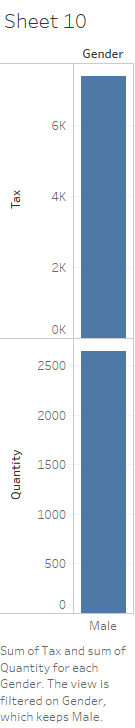 Sheet 10
Gender
Tax
6K
4K
2K
0K
Quantity
2500
2000
1500
1000
500
0
Male
Sum of Tax and sum of
Quantity for each
Gender. The view is
filtered on Gender,
which keeps Male.